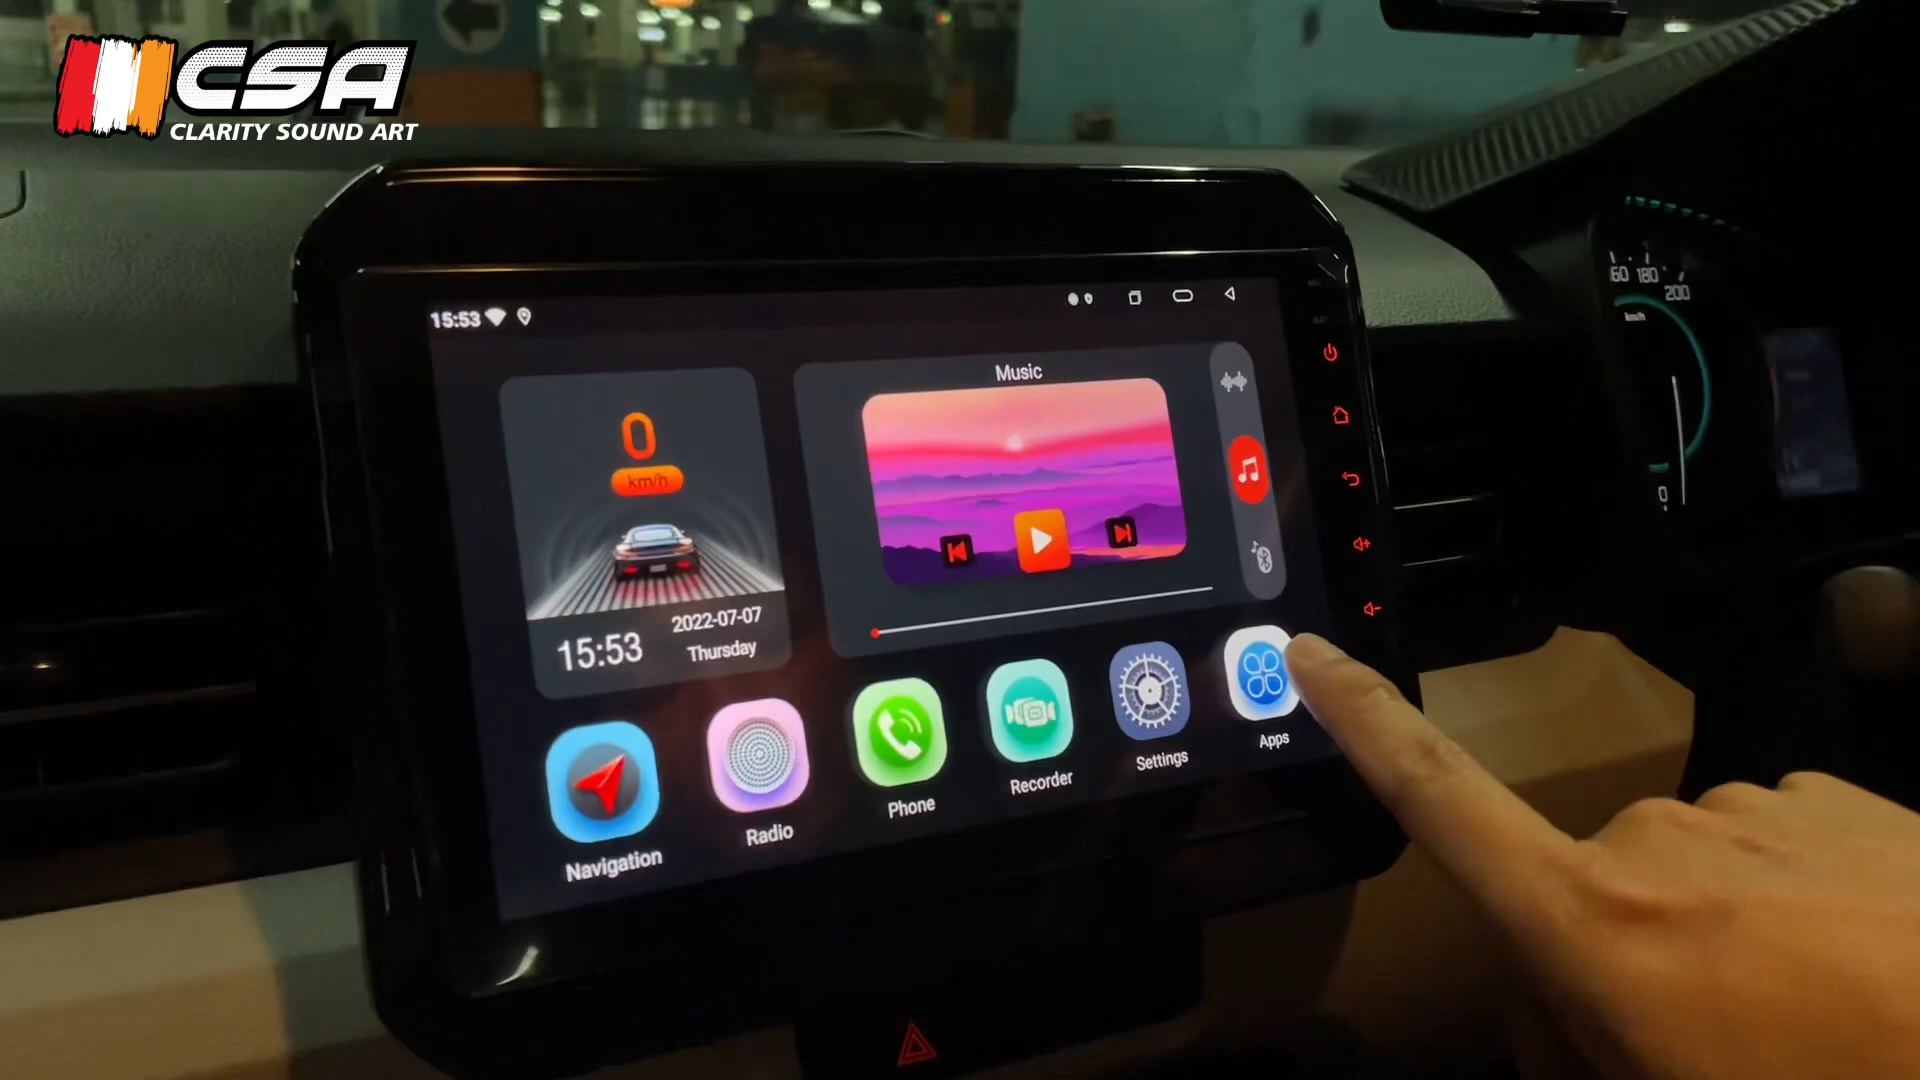 CSA
CLARITY SOUND ART
15:53
Music
0
km/h
15:53
2022-07-07
Thursday
Navigation
Radio
Phone
Recorder
Settings
Apps
180
200
km/h
0